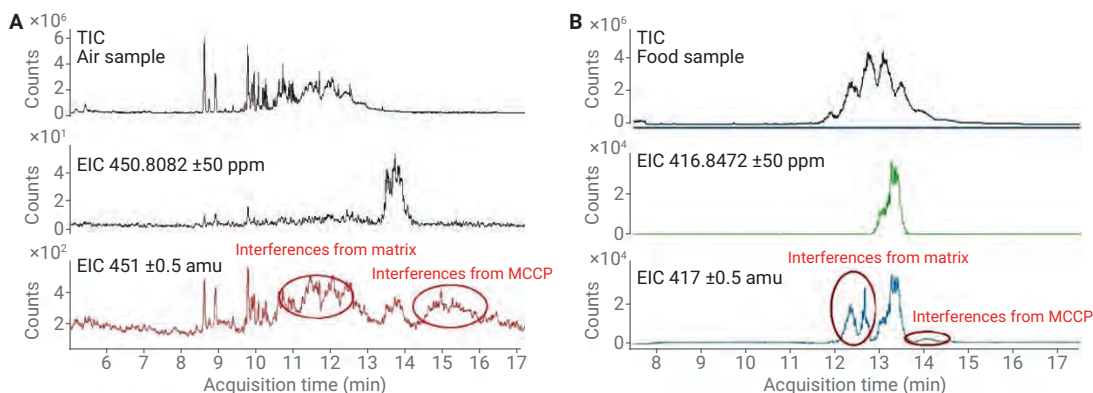 A
×10⁶
TIC
Air sample
6
4
2
0
Counts
×10¹
EIC 450.8082 ±50 ppm
4
2
0
Counts
×10²
EIC 451 ±0.5 amu
Interferences from matrix
Interferences from MCCP
4
2
Counts
6 7 8 9 10 11 12 13 14 15 16 17
Acquisition time (min)
B
×10⁶
TIC
Food sample
4
2
0
Counts
×10⁴
EIC 416.8472 ±50 ppm
2
0
Counts
×10⁴
EIC 417 ±0.5 amu
Interferences from matrix
Interferences from MCCP
2
0
Counts
8 9 10 11 12 13 14 15 16 17
Acquisition time (min)